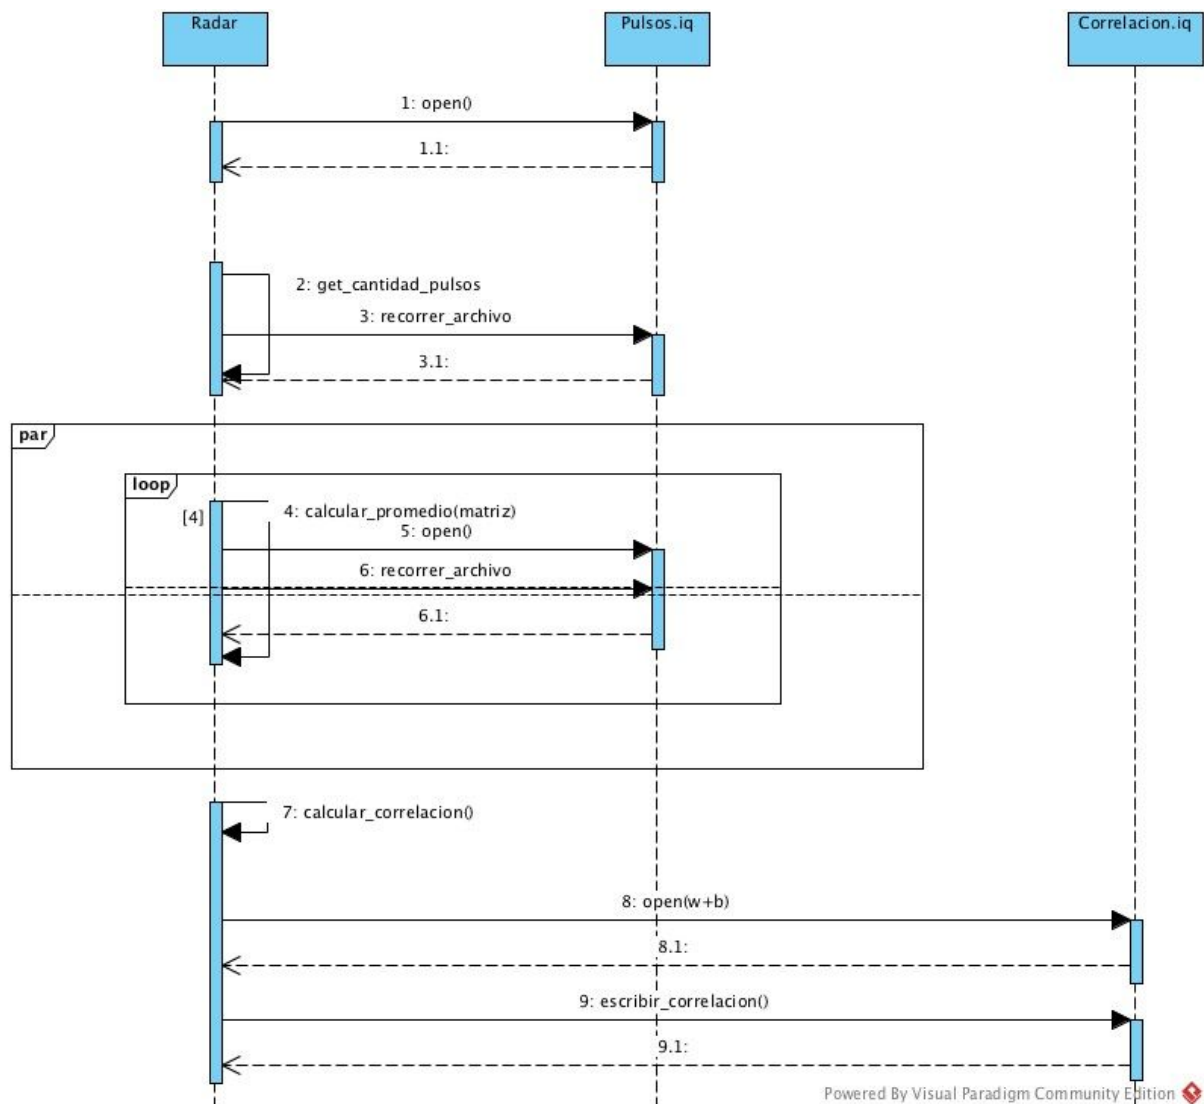 Radar
Pulsos.iq
Correlacion.iq
1: open()
1.1:
2: get_cantidad_pulsos
3: recorrer_archivo
3.1:
par
loop
[4]
4: calcular_promedio(matriz)
5: open()
6: recorrer_archivo
6.1:
7: calcular_correlacion()
8: open(w+b)
8.1:
9: escribir_correlacion()
9.1:
Powered By Visual Paradigm Community Edition